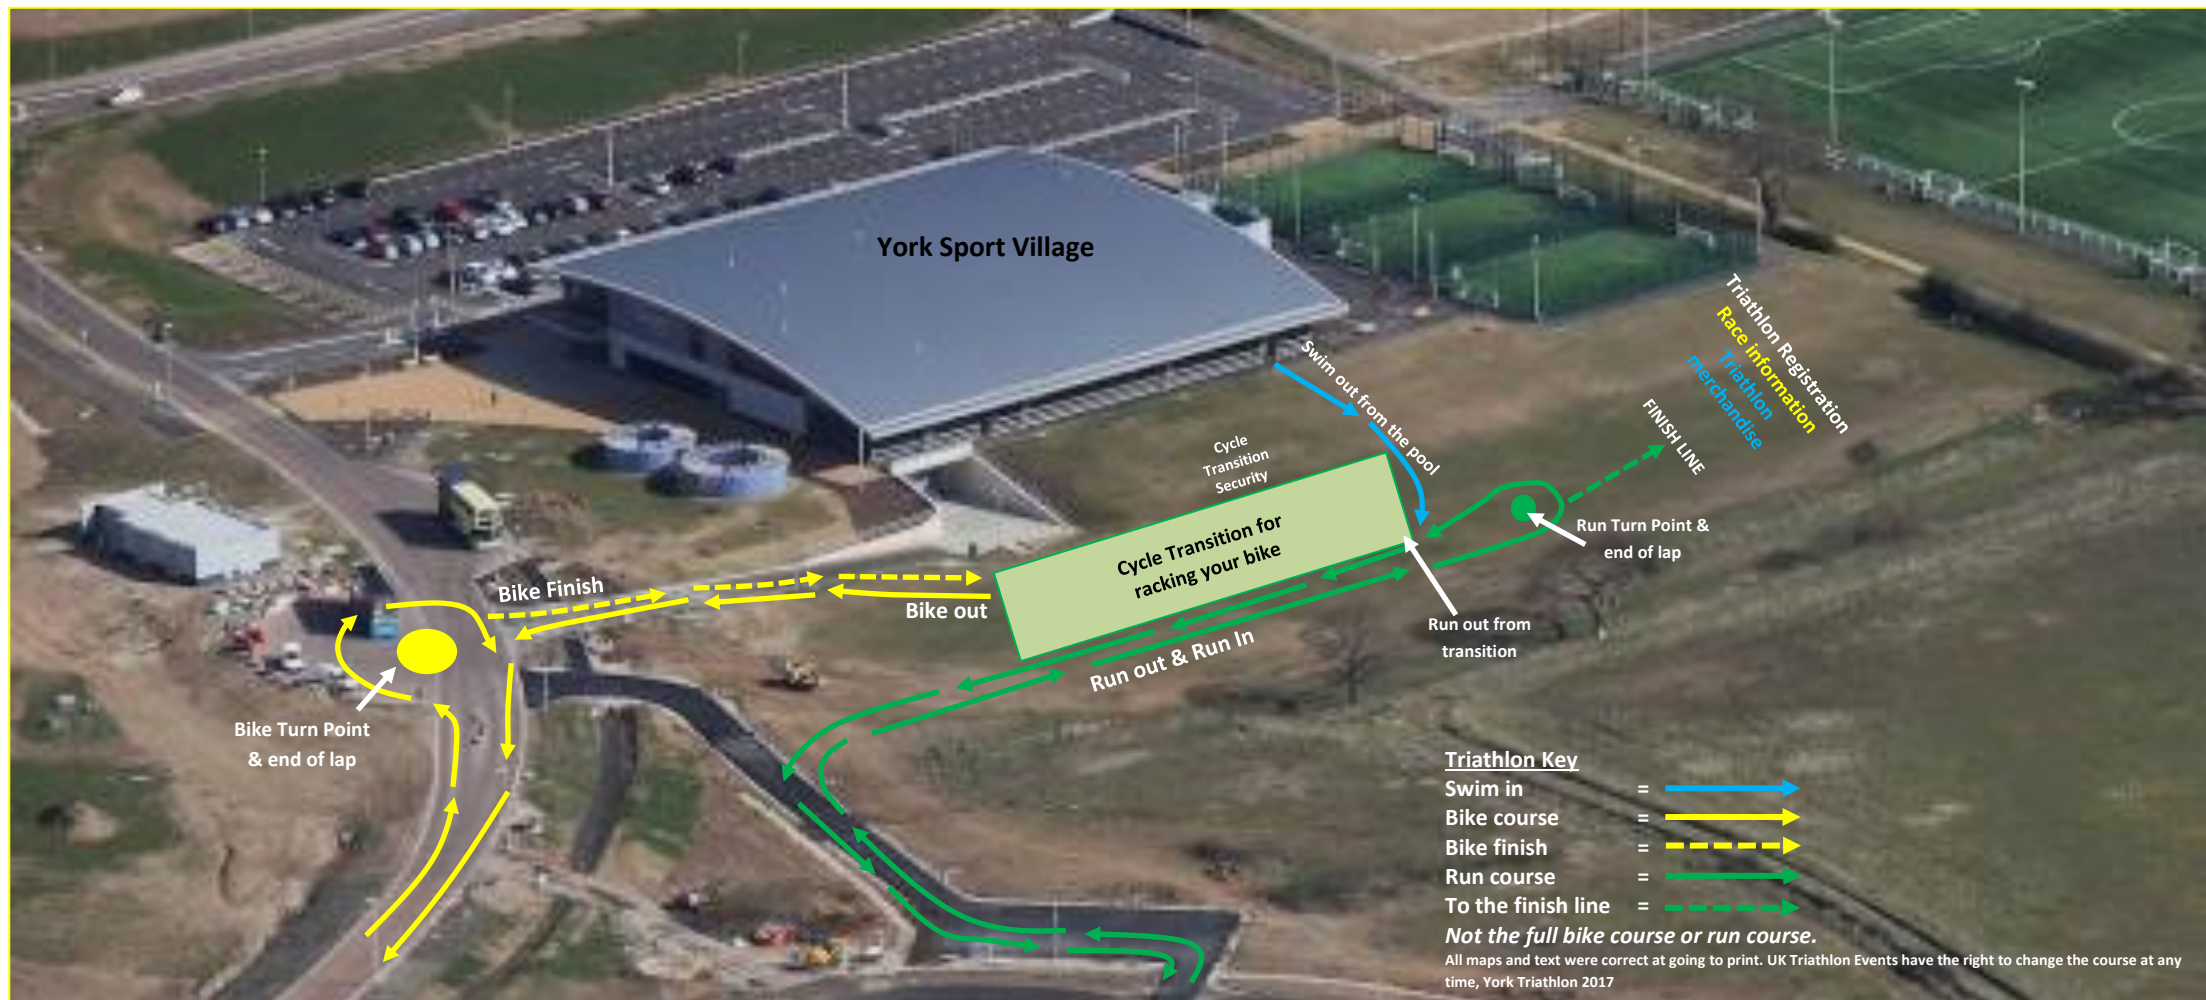 York Sport Village
Triathlon Registration
Race information
Triathlon
merchandise
Swim out from the pool
FINISH LINE
Cycle
Transition
Security
Cycle Transition for
racking your bike
Run Turn Point &
end of lap
Bike Finish
Bike out
Run out from
transition
Run out & Run In
Bike Turn Point
& end of lap
Triathlon Key
Swim in =
Bike course =
Bike finish =
Run course =
To the finish line =
Not the full bike course or run course.
All maps and text were correct at going to print. UK Triathlon Events have the right to change the course at any
time, York Triathlon 2017